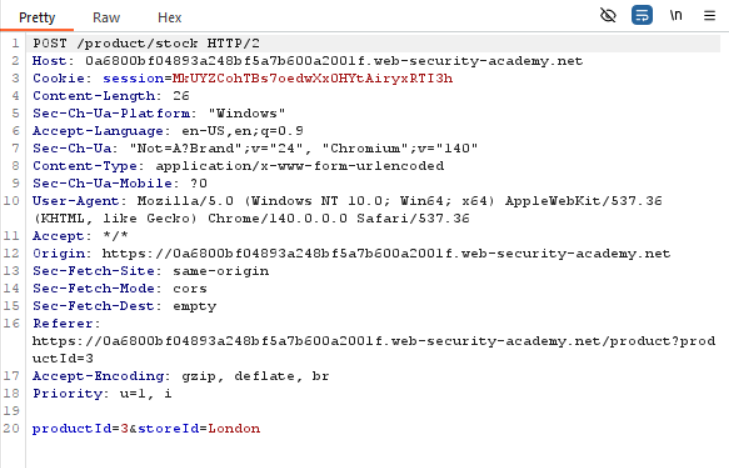 Pretty Raw Hex \n
1 POST /product/stock HTTP/2
2 Host: 0a6800bf04893a248bf5a7b600a2001f.web-security-academy.net
3 Cookie: session=MkUYZCohTBs7oedwXx0HYtAiryxRTI3h
4 Content-Length: 26
5 Sec-Ch-Ua-Platform: "Windows"
6 Accept-Language: en-US,en;q=0.9
7 Sec-Ch-Ua: "Not=A?Brand";v="24", "Chromium";v="140"
8 Content-Type: application/x-www-form-urlencoded
9 Sec-Ch-Ua-Mobile: ?0
10 User-Agent: Mozilla/5.0 (Windows NT 10.0; Win64; x64) AppleWebKit/537.36
(KHTML, like Gecko) Chrome/140.0.0.0 Safari/537.36
11 Accept: */*
12 Origin: https://0a6800bf04893a248bf5a7b600a2001f.web-security-academy.net
13 Sec-Fetch-Site: same-origin
14 Sec-Fetch-Mode: cors
15 Sec-Fetch-Dest: empty
16 Referer:
https://0a6800bf04893a248bf5a7b600a2001f.web-security-academy.net/product?prod
uctId=3
17 Accept-Encoding: gzip, deflate, br
18 Priority: u=1, i
19
20 productId=3&storeId=London